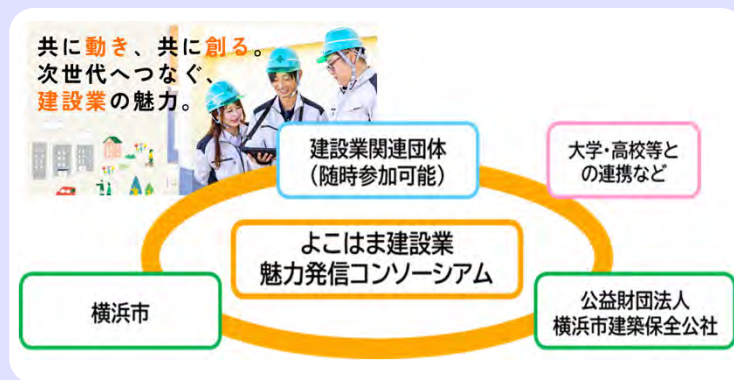 共に動き、共に創る。
次世代へつなぐ、
建設業の魅力。
建設業関連団体
（随時参加可能）
大学・高校等と
の連携など
よこはま建設業
魅力発信コンソーシアム
横浜市
公益財団法人
横浜市建築保全公社